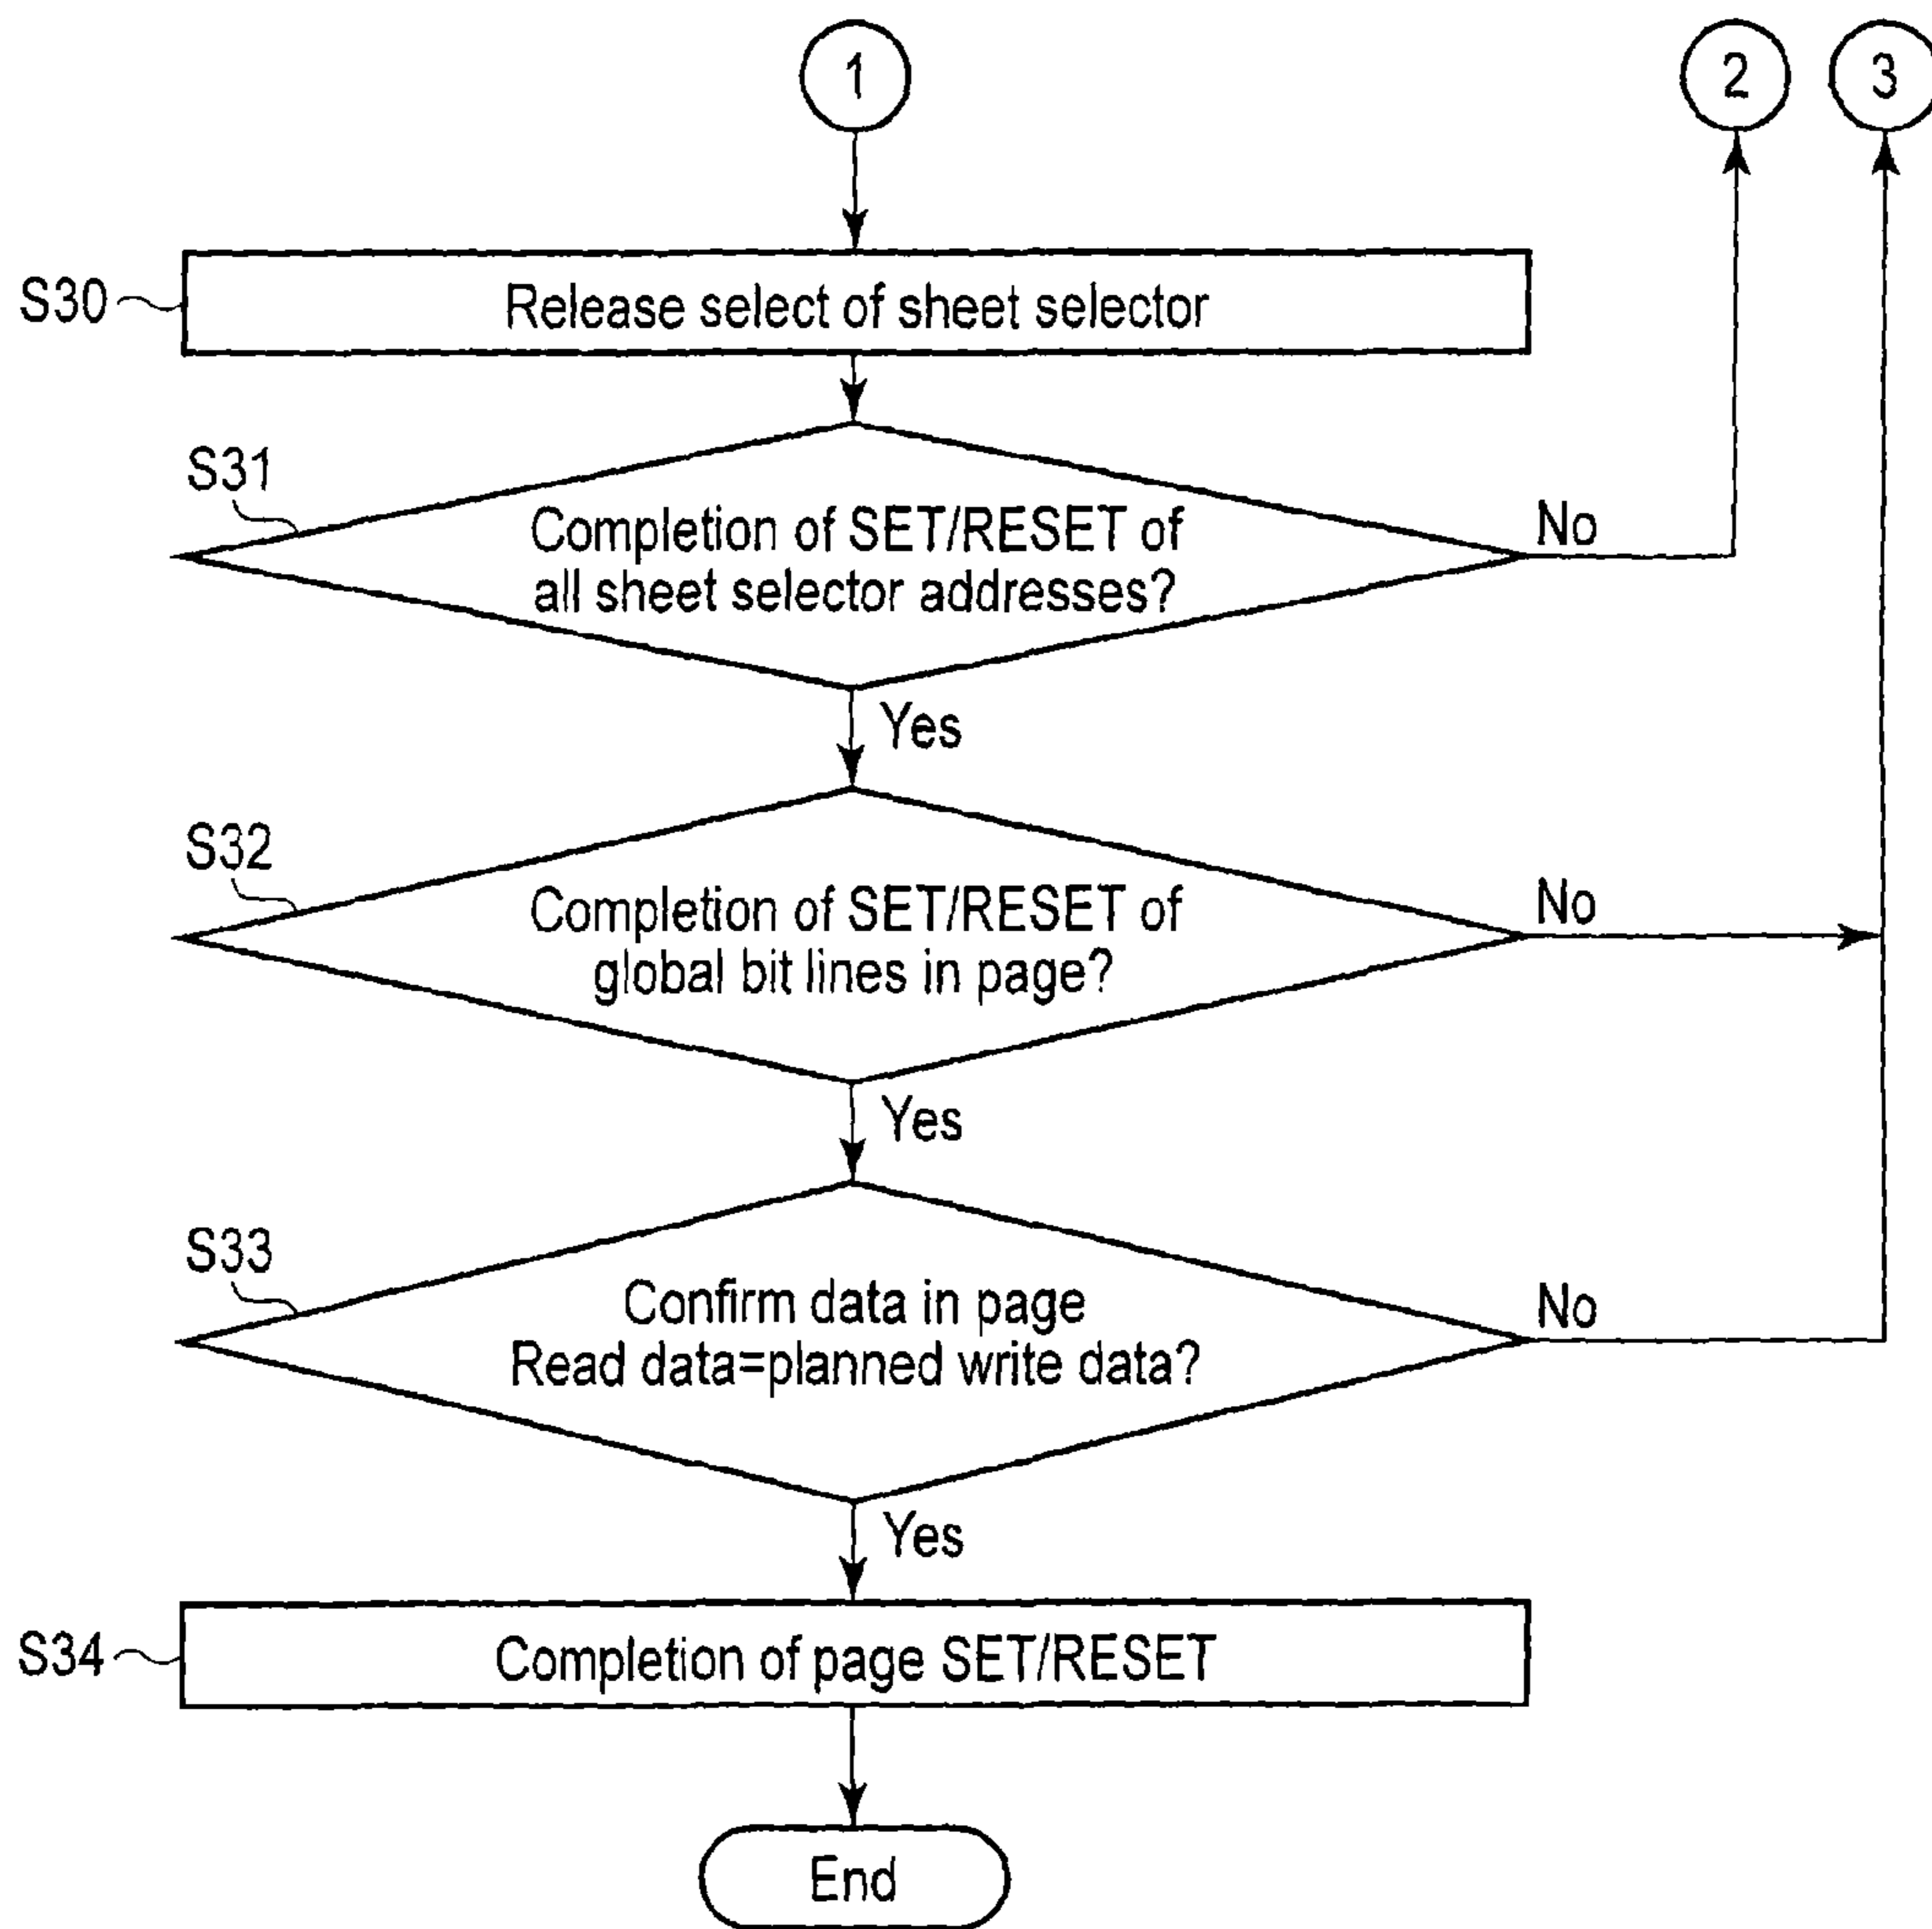 1
2
3
S30
Release select of sheet selector
S31
Completion of SET/RESET of
all sheet selector addresses?
No
Yes
S32
Completion of SET/RESET of
global bit lines in page?
No
Yes
S33
Confirm data in page
Read data=planned write data?
No
Yes
S34
Completion of page SET/RESET
End